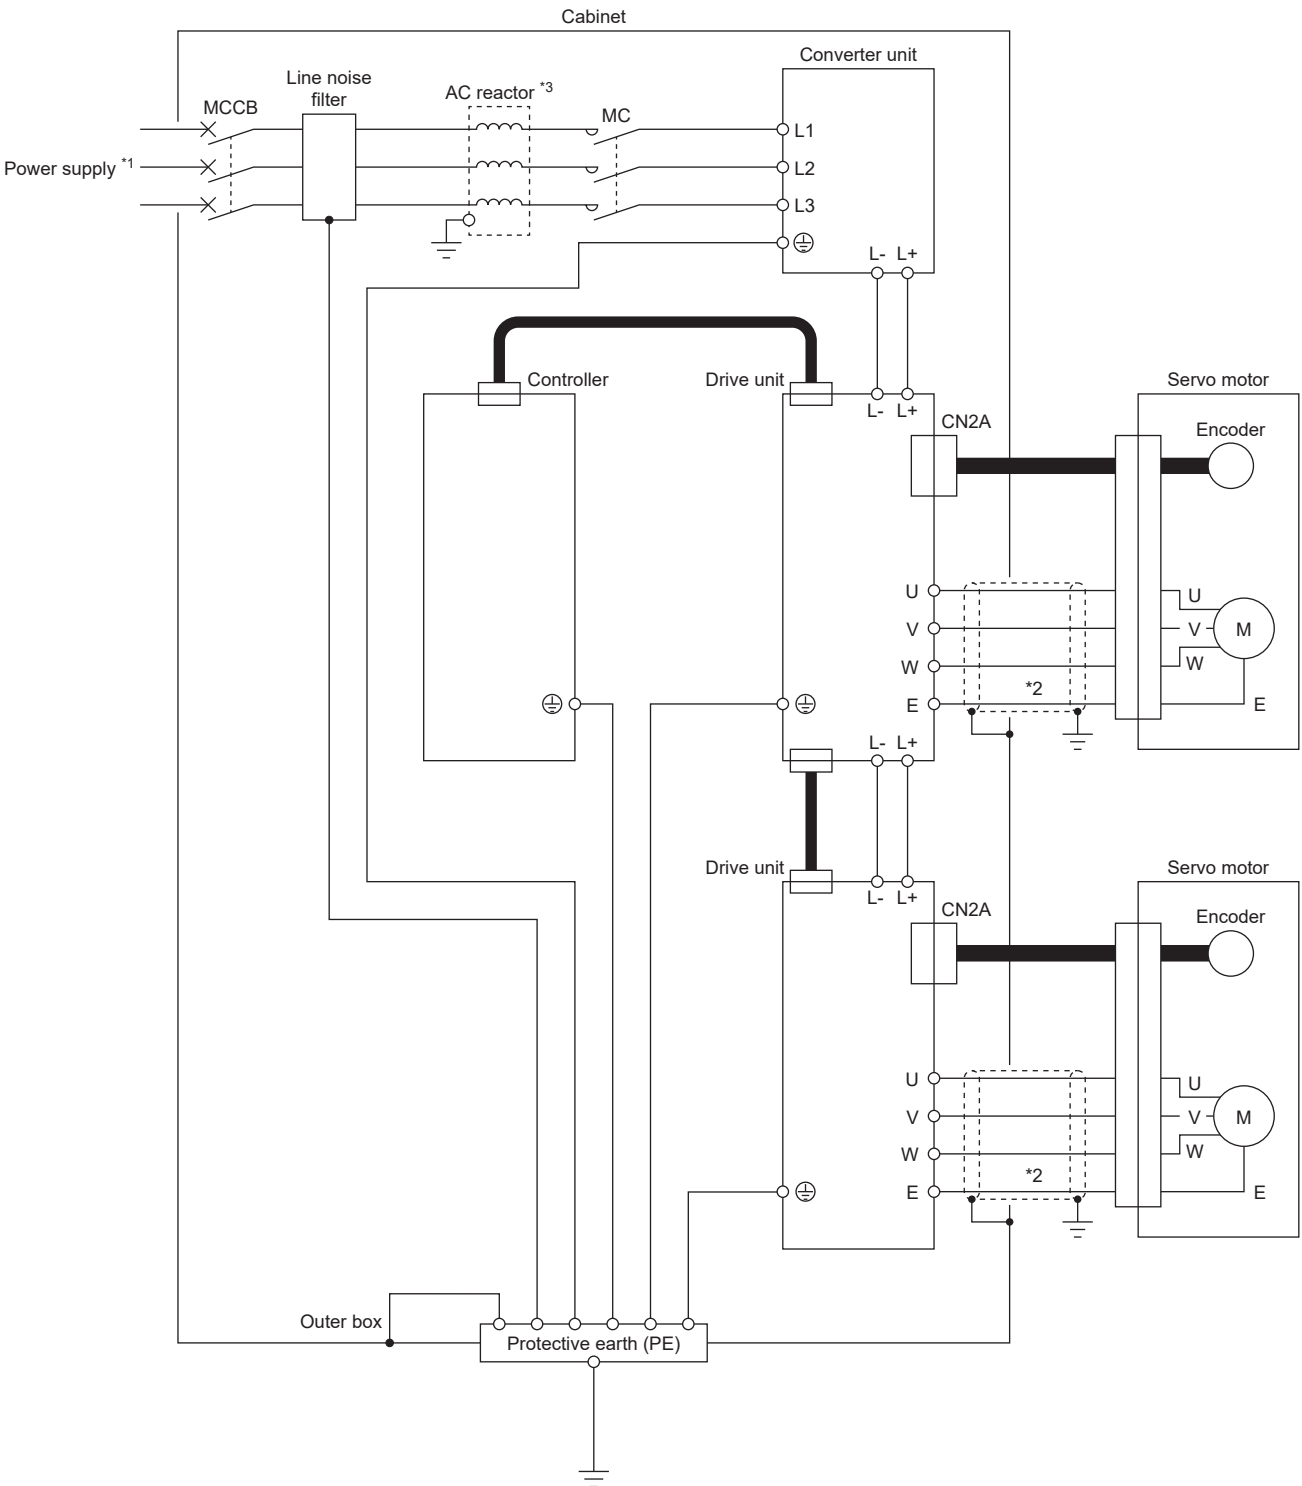 Cabinet
Converter unit
Line noise
filter
AC reactor *3
MCCB
MC
L1
Power supply *1
L2
L3
L- L+
Controller
Drive unit
Servo motor
L- L+
CN2A
Encoder
U
U
V
V
M
W
W
*2
E
E
L- L+
Drive unit
Servo motor
L- L+
CN2A
Encoder
U
U
V
V
M
W
W
*2
E
E
Outer box
Protective earth (PE)